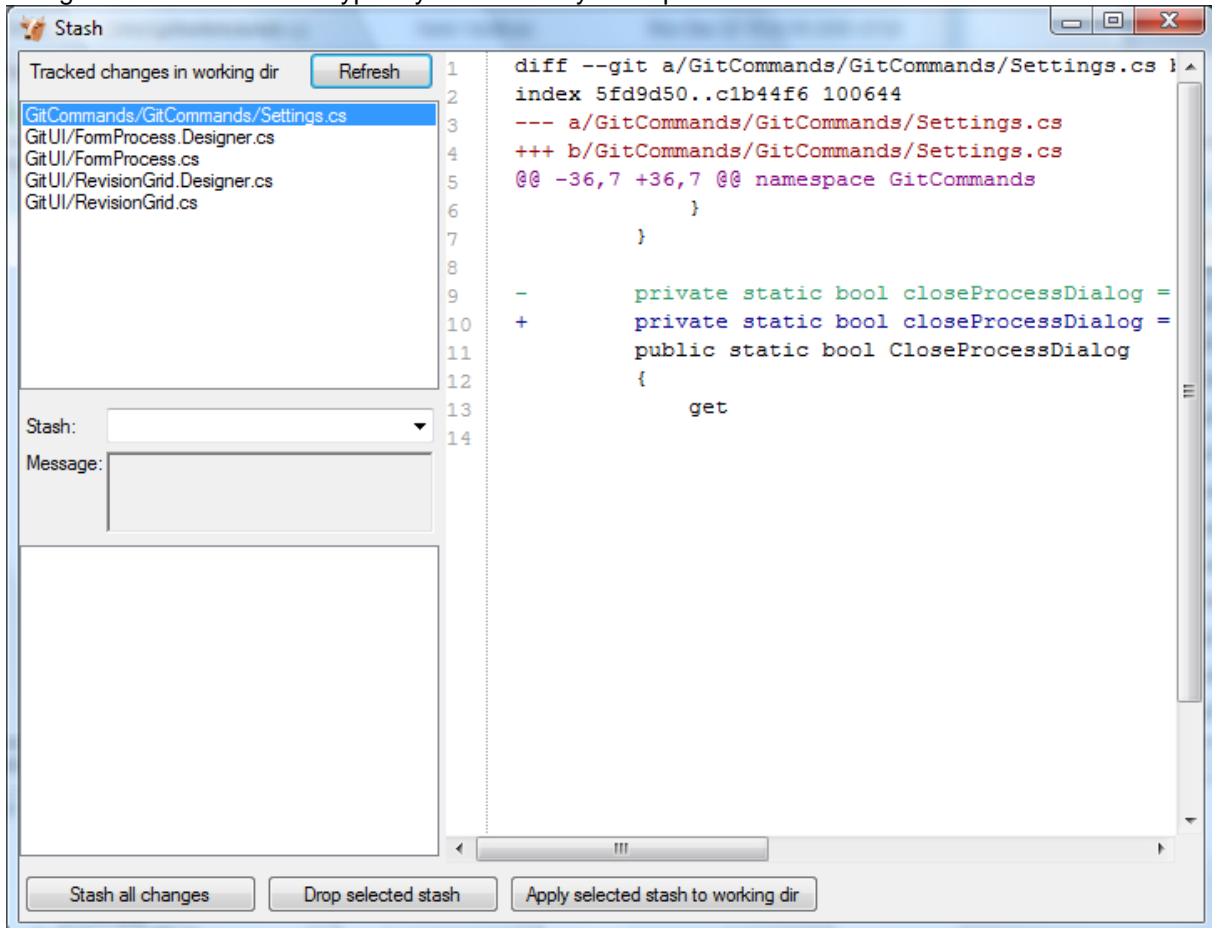 Stash
Tracked changes in working dir
Refresh
GitCommands/GitCommands/Settings.cs
GitUI/FormProcess.Designer.cs
GitUI/FormProcess.cs
GitUI/RevisionGrid.Designer.cs
GitUI/RevisionGrid.cs
Stash:
Message:
1 diff --git a/GitCommands/GitCommands/Settings.cs
2 index 5fd9d50..c1b44f6 100644
3 --- a/GitCommands/GitCommands/Settings.cs
4 +++ b/GitCommands/GitCommands/Settings.cs
5 @@ -36,7 +36,7 @@ namespace GitCommands
6 }
7 }
8
9 - private static bool closeProcessDialog =
10 + private static bool closeProcessDialog =
11 public static bool CloseProcessDialog
12 {
13 get
14
Stash all changes
Drop selected stash
Apply selected stash to working dir